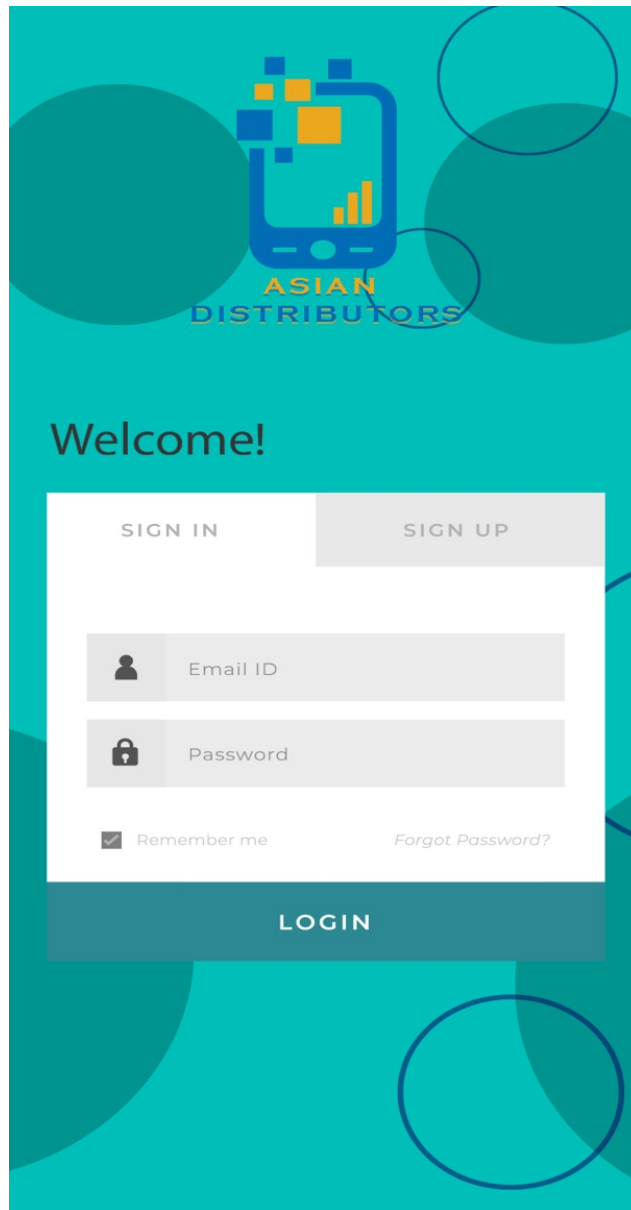 ASIAN
DISTRIBUTORS
Welcome!
SIGN IN
SIGN UP
Email ID
Password
Remember me
Forgot Password?
LOGIN